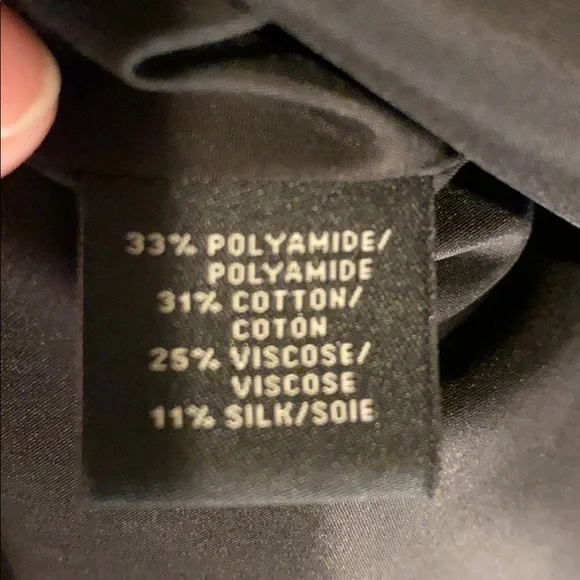 33% POLYAMIDE/
POLYAMIDE
31% COTTON/
COTON
25% VISCOSE/
VISCOSE
11% SILK/SOIE